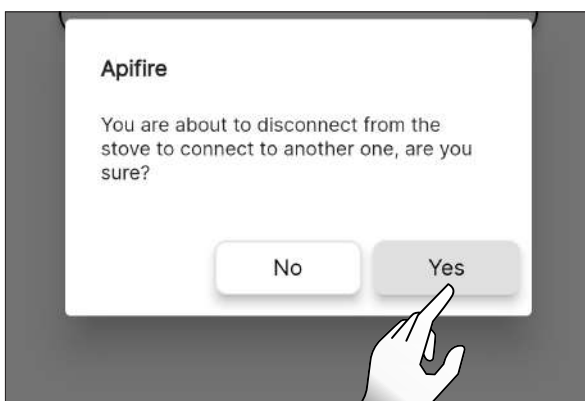 Apifire
You are about to disconnect from the
stove to connect to another one, are you
sure?
No
Yes